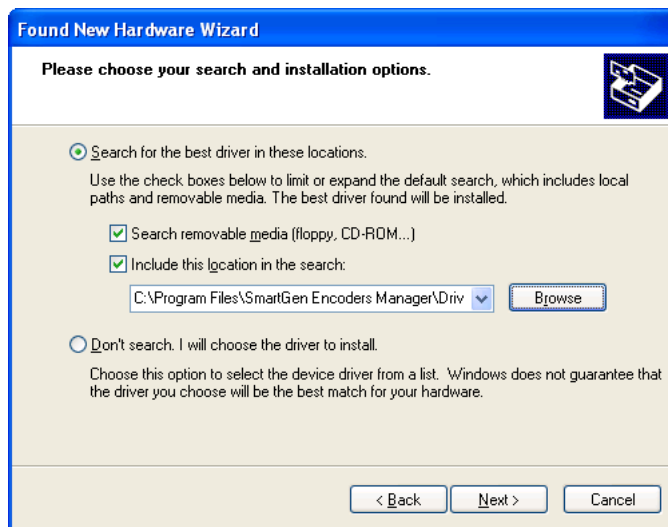 Found New Hardware Wizard
Please choose your search and installation options.
Search for the best driver in these locations.
Use the check boxes below to limit or expand the default search, which includes local
paths and removable media. The best driver found will be installed.
Search removable media (floppy, CD-ROM...)
Include this location in the search:
C:\Program Files\SmartGen Encoders Manager\Driv
Browse
Don't search. I will choose the driver to install.
Choose this option to select the device driver from a list. Windows does not guarantee that
the driver you choose will be the best match for your hardware.
< Back
Next >
Cancel